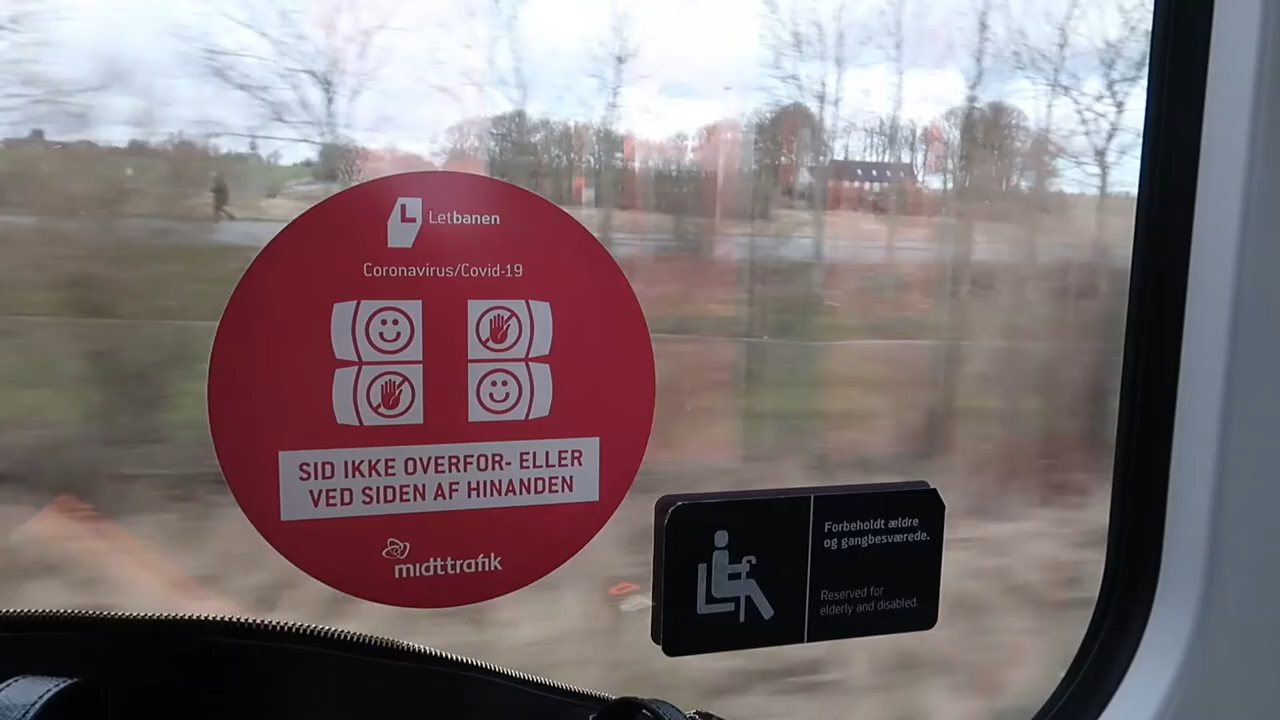 Letbanen
Coronavirus/Covid-19
SID IKKE OVERFOR- ELLER
VED SIDEN AF HINANDEN
midttrafik
Forbeholdt ældre
og gangbesværede.
Reserved for
elderly and disabled.